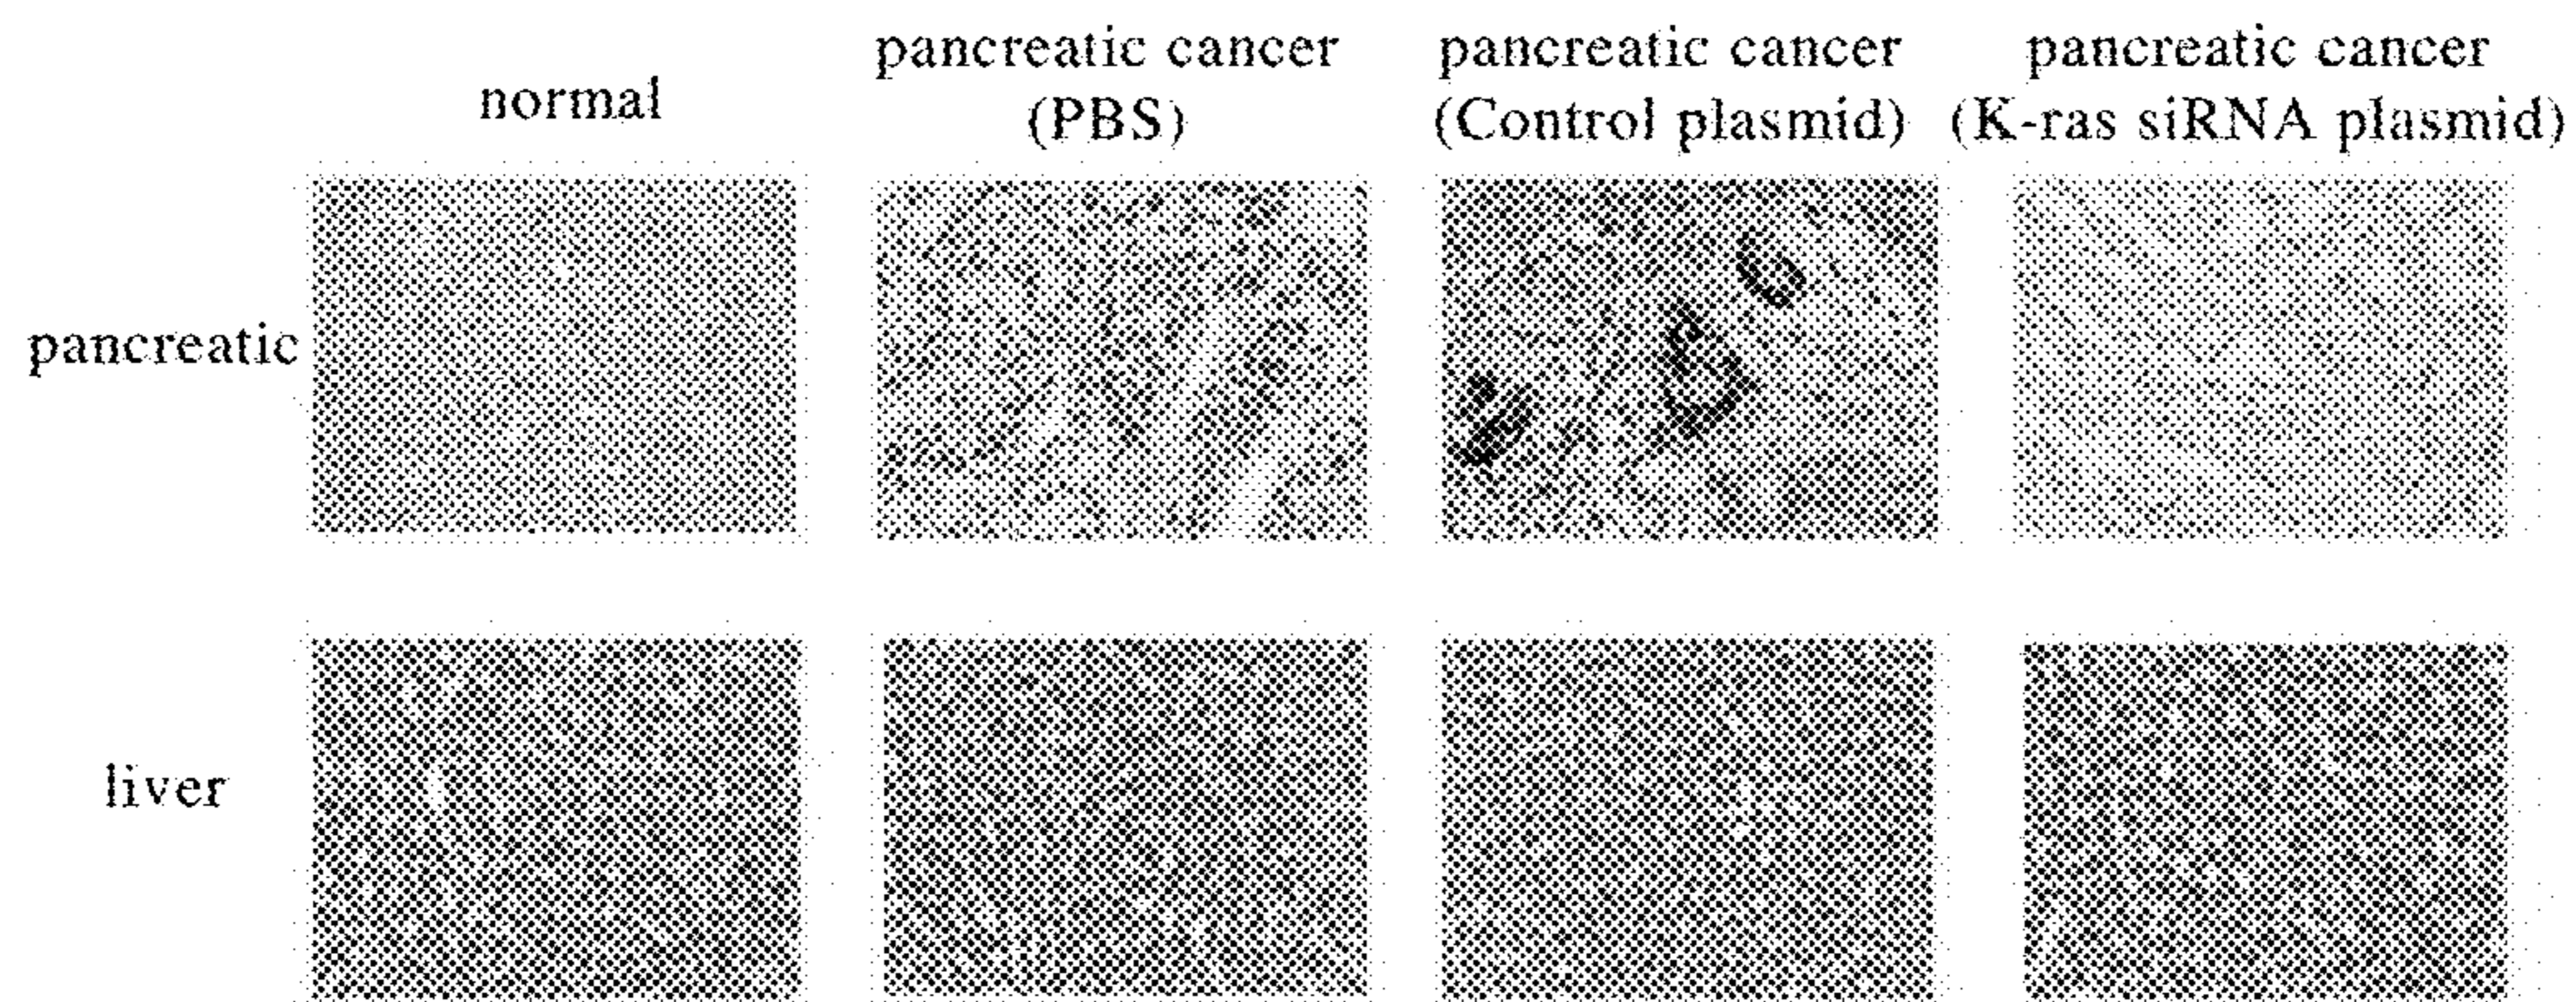 normal
pancreatic cancer
(PBS)
pancreatic cancer
(Control plasmid)
pancreatic cancer
(K-ras siRNA plasmid)
pancreatic
liver